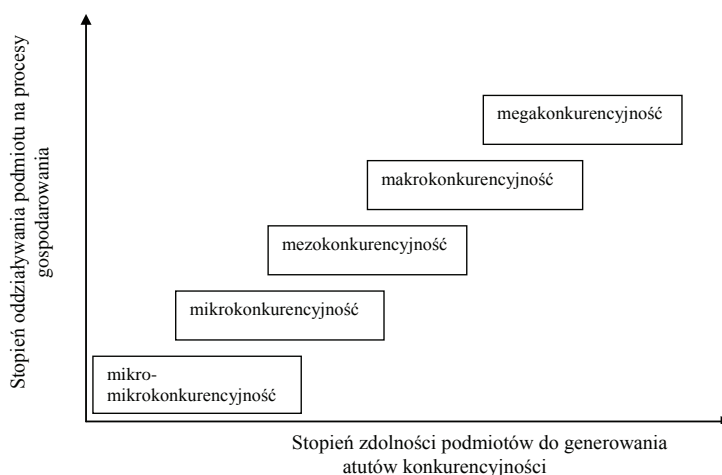 Stopień oddziaływania podmiotu na procesy
gospodarowania
megakonkurencyjność
makrokonkurencyjność
mezokonkurencyjność
mikrokonkurencyjność
mikro-
mikrokonkurencyjność
Stopień zdolności podmiotów do generowania
atutów konkurencyjności